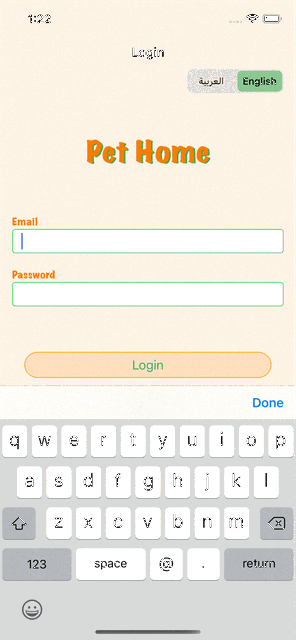 1:22
Login
العربية English
Pet Home
Email
Password
Login
Done
q w e r t y u i o p
a s d f g h j k l
z x c v b n m
123 space @ . return